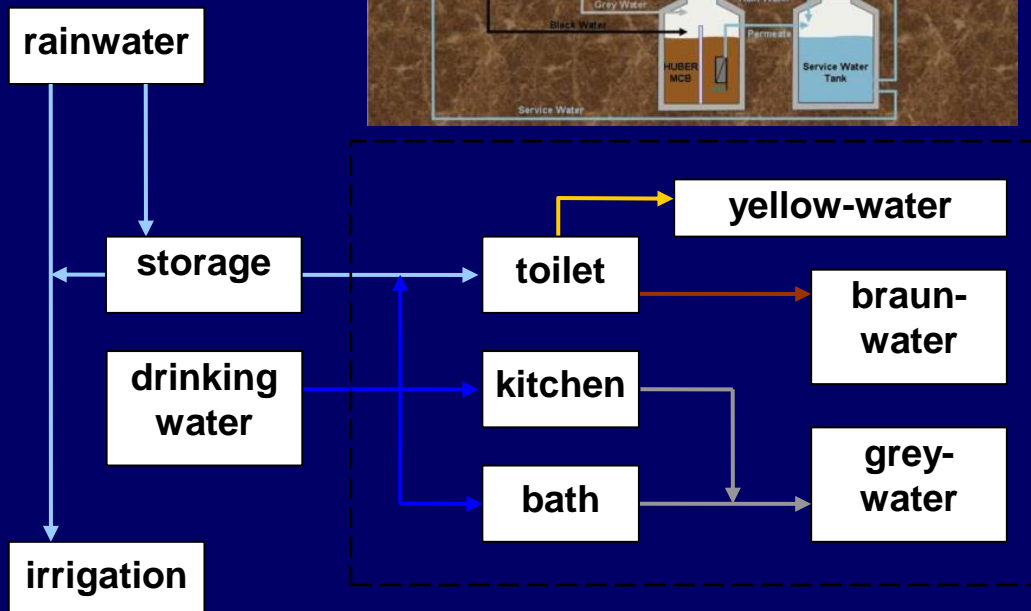 Grey Water
Black Water
Permeate
HUBER
MCB
Service Water
Tank
Service Water
rainwater
storage
toilet
yellow-water
braun-
water
drinking
water
kitchen
bath
grey-
water
irrigation